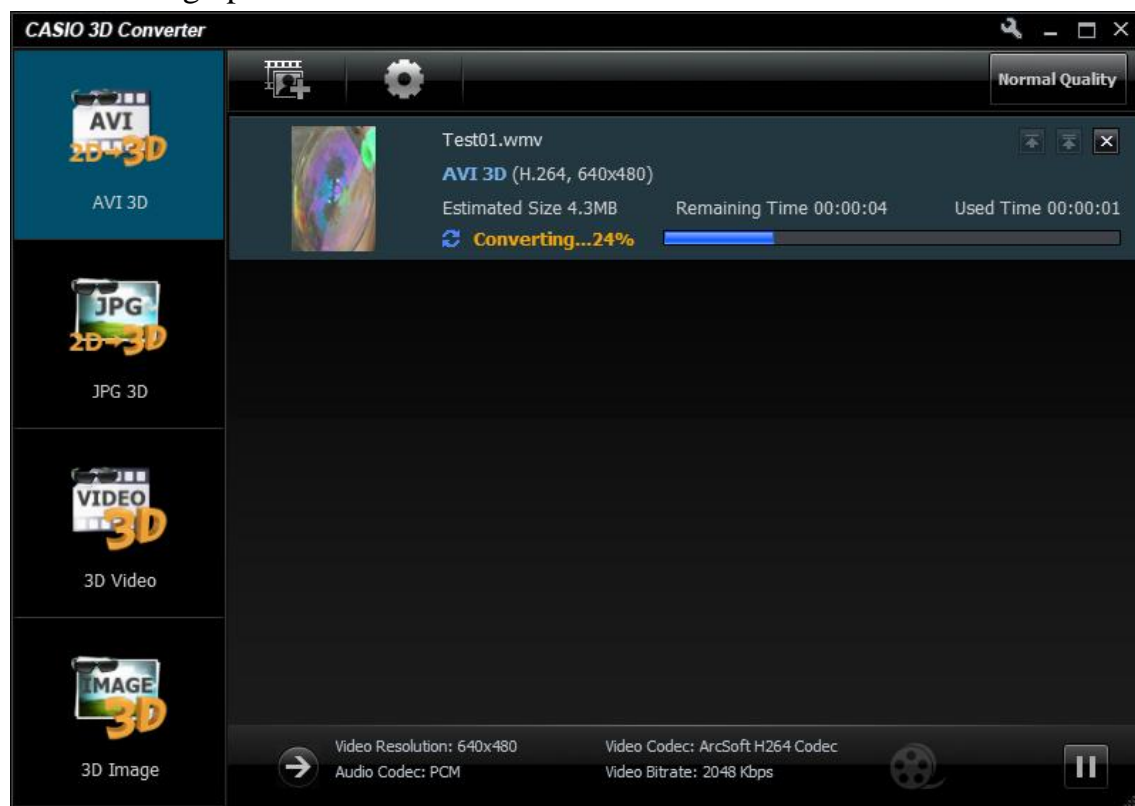 CASIO 3D Converter
Normal Quality
AVI
2D→3D
AVI 3D
JPG
2D→3D
JPG 3D
VIDEO
3D
3D Video
IMAGE
3D
3D Image
Test01.wmv
AVI 3D (H.264, 640x480)
Estimated Size 4.3MB Remaining Time 00:00:04 Used Time 00:00:01
Converting...24%
Video Resolution: 640x480 Video Codec: ArcSoft H264 Codec
Audio Codec: PCM Video Bitrate: 2048 Kbps